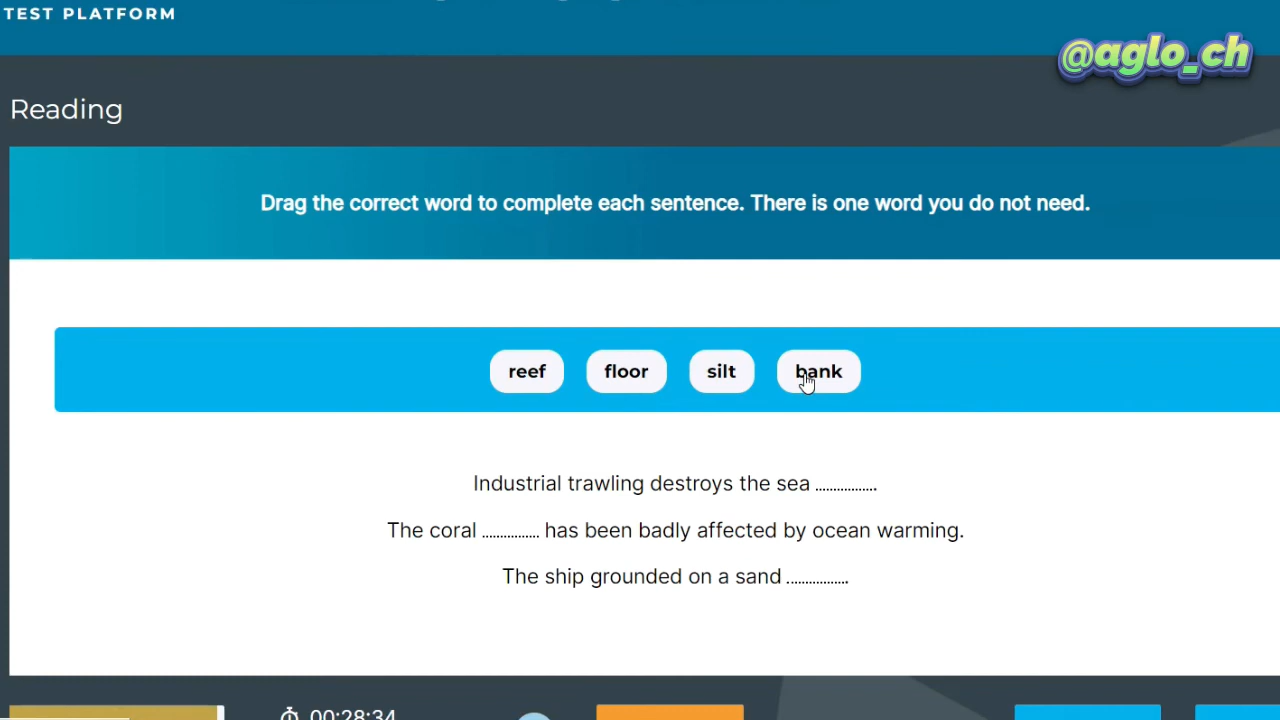 TEST PLATFORM
@aglo_ch
Reading
Drag the correct word to complete each sentence. There is one word you do not need.
reef floor silt bank
Industrial trawling destroys the sea ................
The coral ............... has been badly affected by ocean warming.
The ship grounded on a sand ................
00:28:34